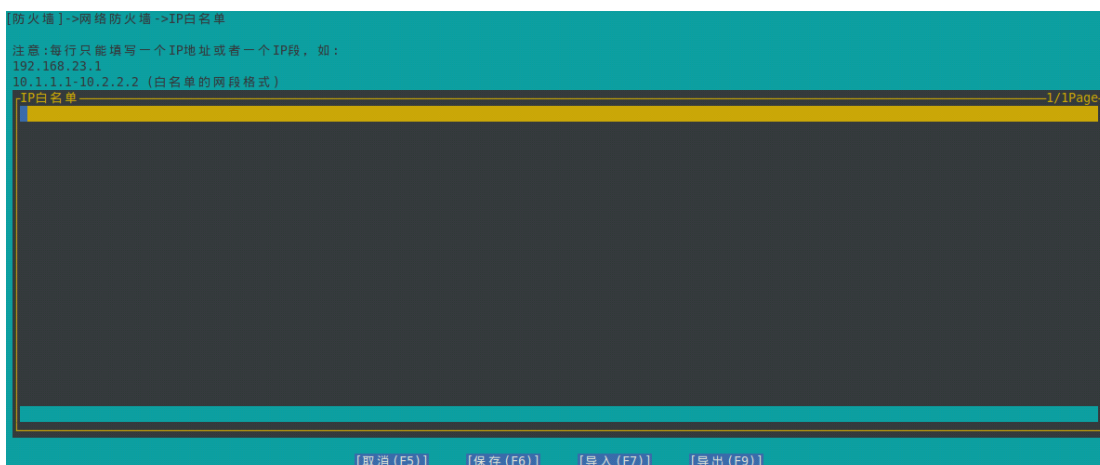 [防火墙]->网络防火墙->IP白名单
注意:每行只能填写一个IP地址或者一个IP段, 如:
192.168.23.1
10.1.1.1-10.2.2.2 (白名单的网段格式)
IP白名单 1/1Page
[取消(F5)] [保存(F6)] [导入(F7)] [导出(F9)]